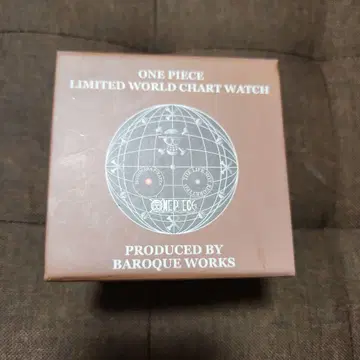 ONE PIECE
LIMITED WORLD CHART WATCH
PRODUCED BY
BAROQUE WORKS